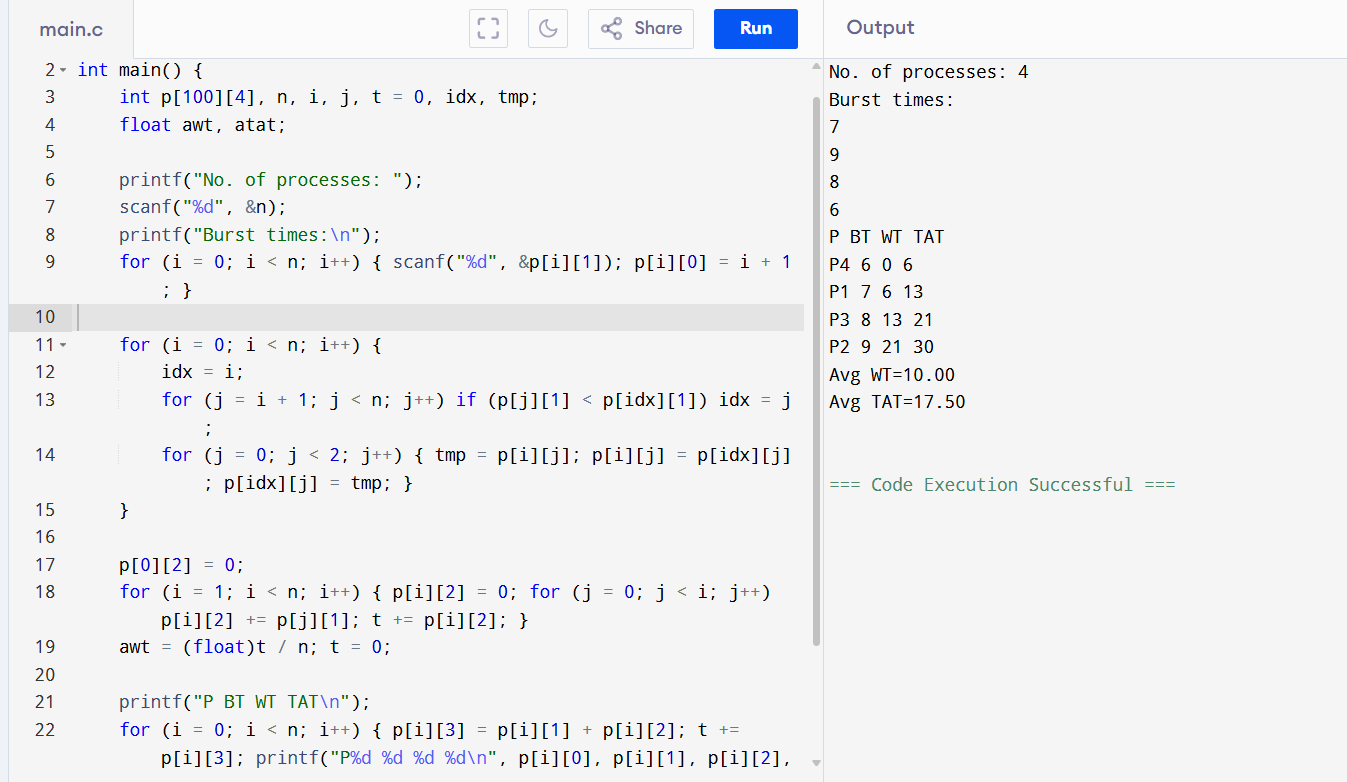 main.c
Share
Run
Output
2 int main() {
3 int p[100][4], n, i, j, t = 0, idx, tmp;
4 float awt, atat;
5
6 printf("No. of processes: ");
7 scanf("%d", &n);
8 printf("Burst times:\n");
9 for (i = 0; i < n; i++) { scanf("%d", &p[i][1]); p[i][0] = i + 1
; }
10
11 for (i = 0; i < n; i++) {
12 idx = i;
13 for (j = i + 1; j < n; j++) if (p[j][1] < p[idx][1]) idx = j
;
14 for (j = 0; j < 2; j++) { tmp = p[i][j]; p[i][j] = p[idx][j]
; p[idx][j] = tmp; }
15 }
16
17 p[0][2] = 0;
18 for (i = 1; i < n; i++) { p[i][2] = 0; for (j = 0; j < i; j++)
p[i][2] += p[j][1]; t += p[i][2]; }
19 awt = (float)t / n; t = 0;
20
21 printf("P BT WT TAT\n");
22 for (i = 0; i < n; i++) { p[i][3] = p[i][1] + p[i][2]; t +=
p[i][3]; printf("P%d %d %d %d\n", p[i][0], p[i][1], p[i][2],
No. of processes: 4
Burst times:
7
9
8
6
P BT WT TAT
P4 6 0 6
P1 7 6 13
P3 8 13 21
P2 9 21 30
Avg WT=10.00
Avg TAT=17.50
=== Code Execution Successful ===